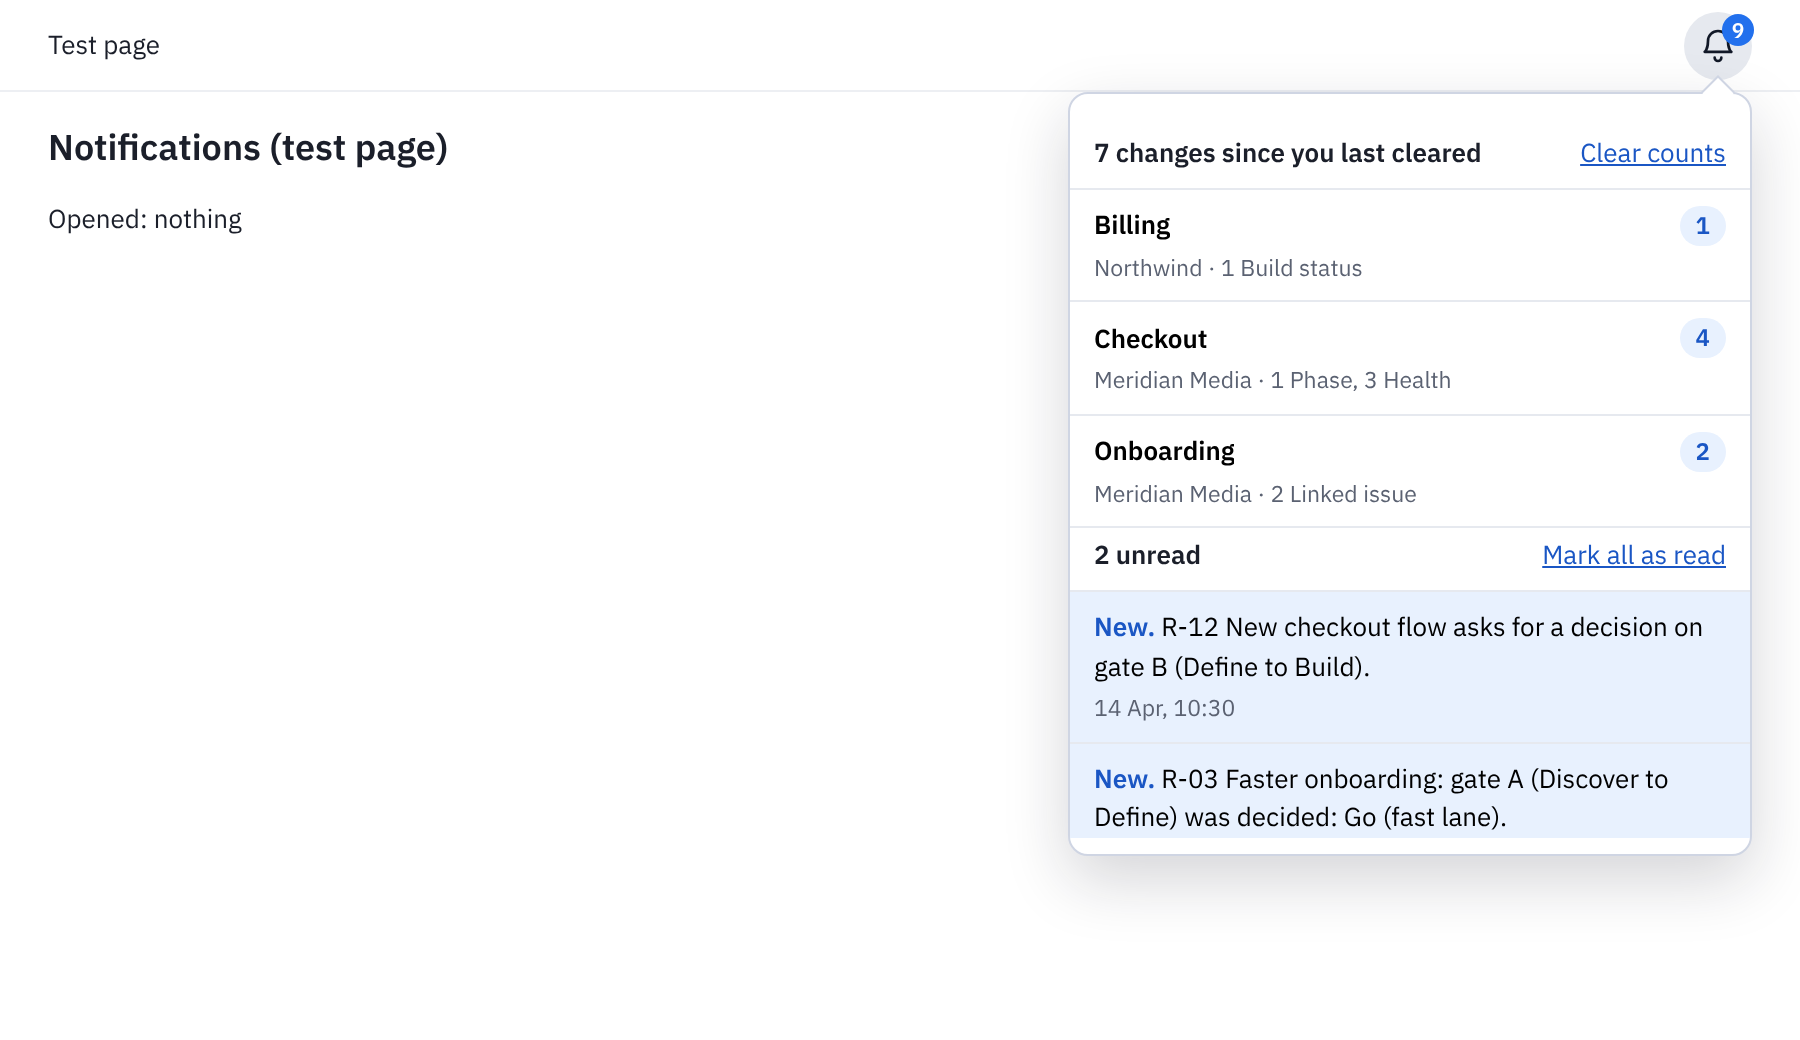 Test page
9
Notifications (test page)
Opened: nothing
7 changes since you last cleared
Clear counts
Billing
1
Northwind · 1 Build status
Checkout
4
Meridian Media · 1 Phase, 3 Health
Onboarding
2
Meridian Media · 2 Linked issue
2 unread
Mark all as read
New. R-12 New checkout flow asks for a decision on
gate B (Define to Build).
14 Apr, 10:30
New. R-03 Faster onboarding: gate A (Discover to
Define) was decided: Go (fast lane).